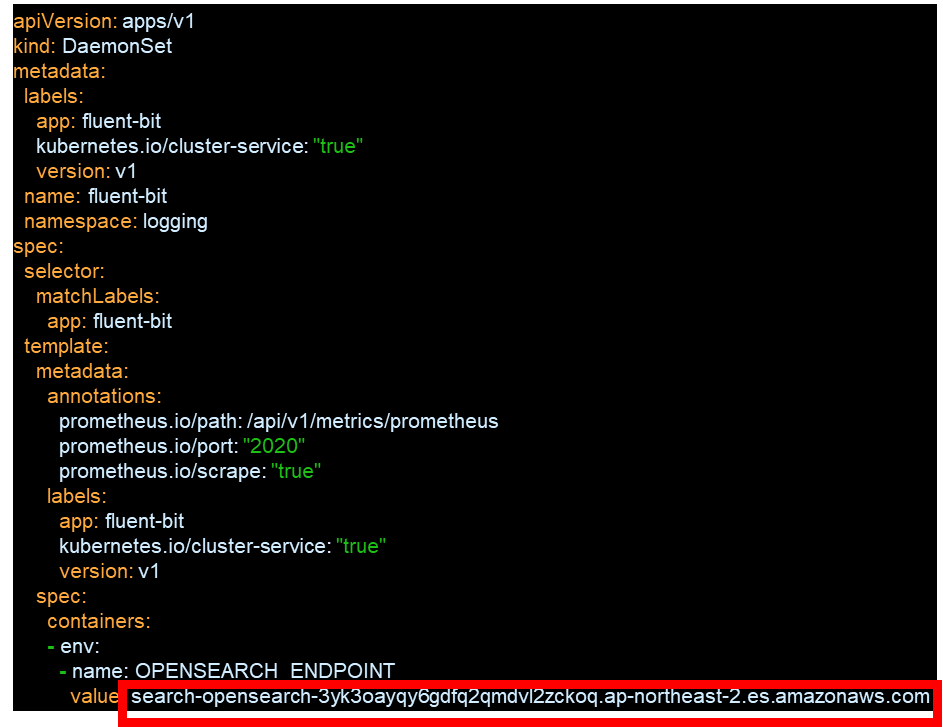 apiVersion: apps/v1
kind: DaemonSet
metadata:
  labels:
    app: fluent-bit
    kubernetes.io/cluster-service: "true"
    version: v1
  name: fluent-bit
  namespace: logging
spec:
  selector:
    matchLabels:
      app: fluent-bit
  template:
    metadata:
      annotations:
        prometheus.io/path: /api/v1/metrics/prometheus
        prometheus.io/port: "2020"
        prometheus.io/scrape: "true"
      labels:
        app: fluent-bit
        kubernetes.io/cluster-service: "true"
        version: v1
    spec:
      containers:
      - env:
        - name: OPENSEARCH_ENDPOINT
          value: search-opensearch-3yk3oayqy6gdfq2qmdvl2zckoq.ap-northeast-2.es.amazonaws.com